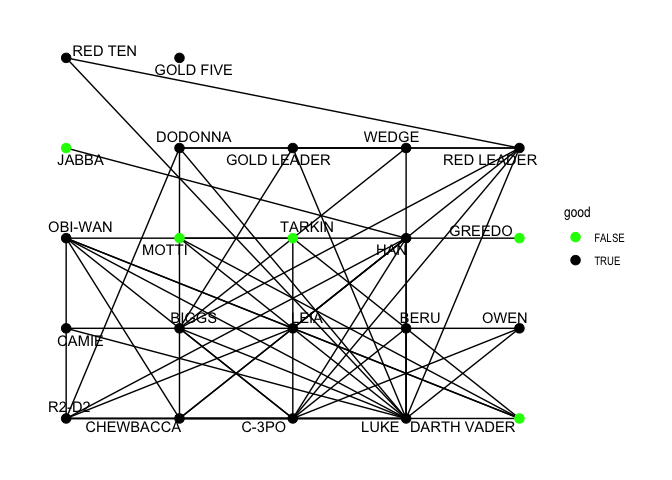 RED TEN
GOLD FIVE
DODONNA
WEDGE
JABBA
GOLD LEADER
RED LEADER
OBI-WAN
TARKIN
GREEDO
MOTTI
HAN
good
FALSE
TRUE
BIGGS
LEIA
BERU
OWEN
CAMIE
R2-D2
CHEWBACCA
C-3PO
LUKE
DARTH VADER